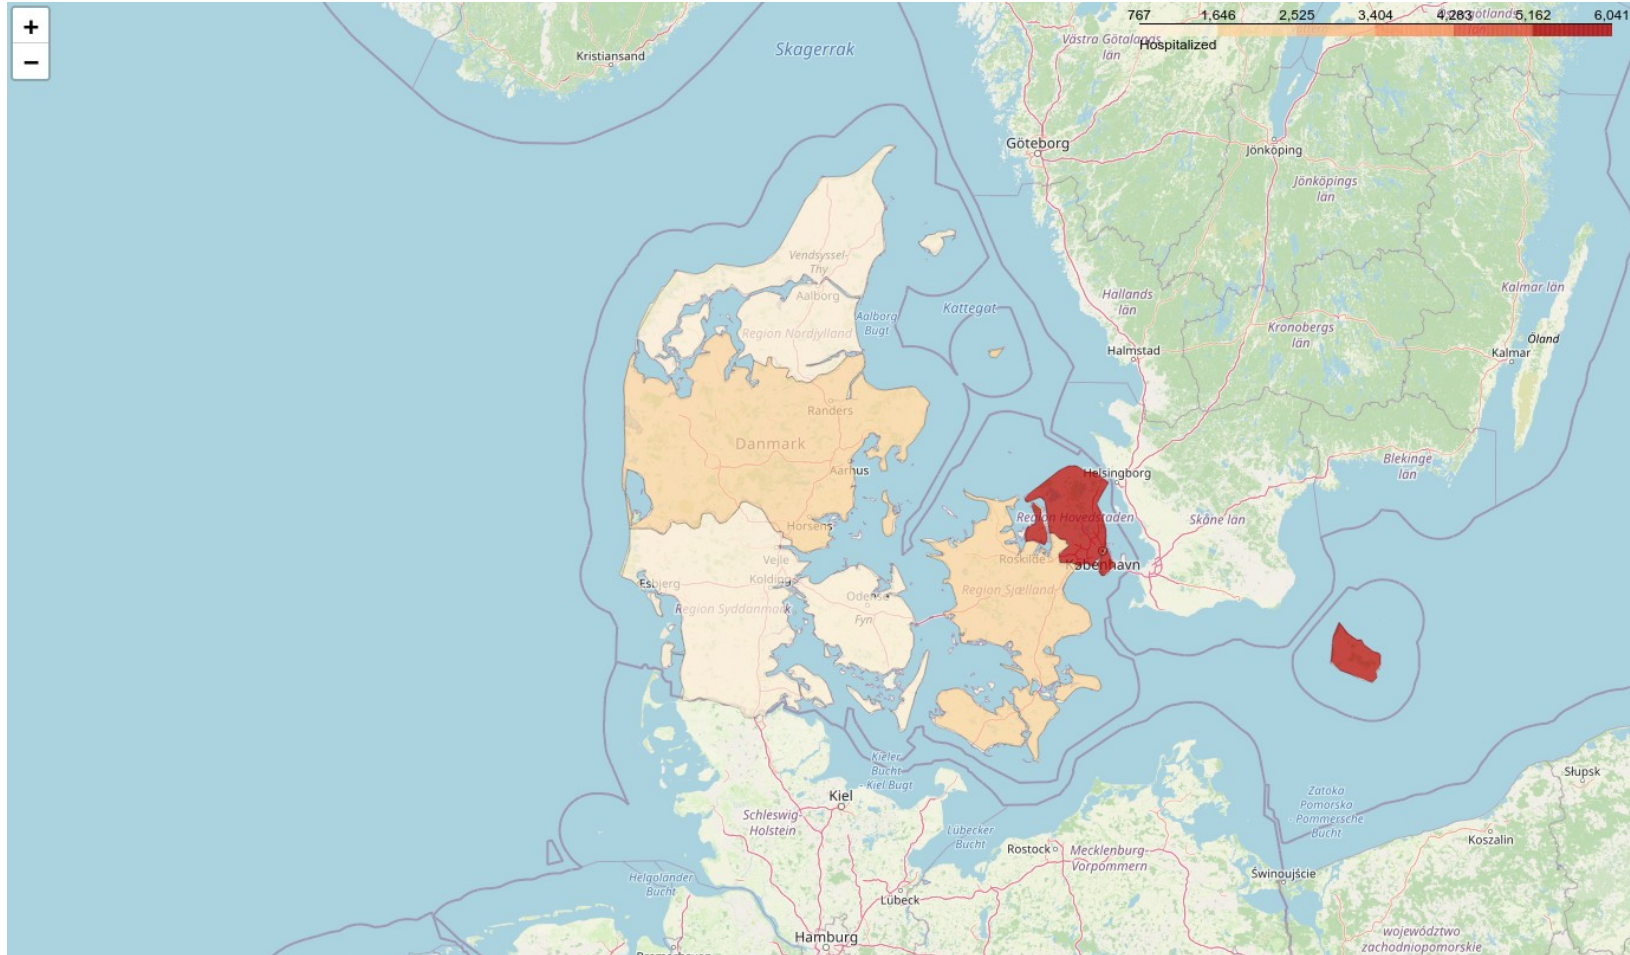 +
−
767 1,646 2,525 3,404 4,283 5,162 6,041
Hospitalized
Kristiansand
Skagerrak
Västra Götalands
län
Göteborg
Jönköping
Jönköpings
län
Vendsyssel-
Thy
Aalborg
Region Nordjylland
Aalborg
Bugt
Kattegat
Hallands
län
Kronobergs
län
Kalmar län
Öland
Kalmar
Halmstad
Randers
Danmark
Aarhus
Helsingborg
Blekinge
län
Region Hovedstaden
Skåne län
Horsens
Vejle
Roskilde
København
Esbjerg
Kolding
Region Syddanmark
Odense
Fyn
Region Sjælland
Kieler
Bucht
- Kiel Bugt
Kiel
Schleswig-
Holstein
Lübecker
Bucht
Rostock
Mecklenburg-
Vorpommern
Zatoka
Pomorska
- Pommersche
Bucht
Słupsk
Koszalin
Świnoujście
Helgolander
Bucht
Lübeck
Hamburg
województwo
zachodniopomorskie